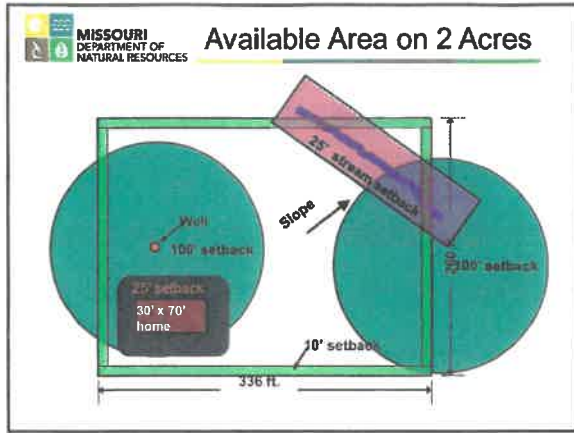 MISSOURI
DEPARTMENT OF
NATURAL RESOURCES
Available Area on 2 Acres
25' stream setback
Slope
Well
100' setback
100' setback
25' setback
30' x 70'
home
10' setback
336 ft.